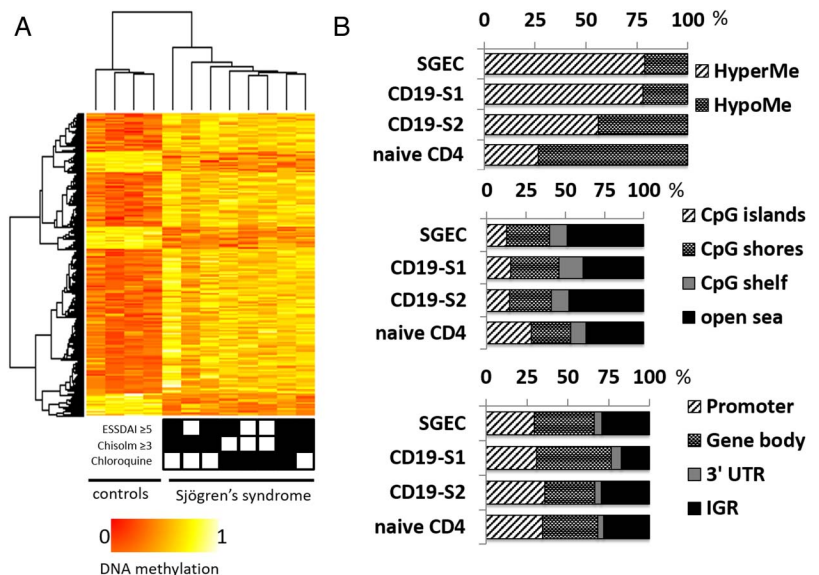 A
ESSDAI ≥5
Chisolm ≥3
Chloroquine
controls
Sjögren's syndrome
0
1
DNA methylation
B
0 25 50 75 100 %
SGEC
CD19-S1
CD19-S2
naive CD4
HyperMe
HypoMe
0 25 50 75 100 %
SGEC
CD19-S1
CD19-S2
naive CD4
CpG islands
CpG shores
CpG shelf
open sea
0 25 50 75 100 %
SGEC
CD19-S1
CD19-S2
naive CD4
Promoter
Gene body
3' UTR
IGR